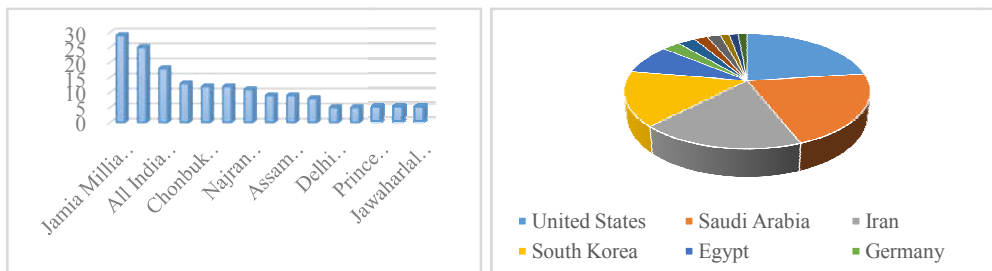 30
25
20
15
10
5
0
Jamia Millia..
All India..
Chonbuk..
Najran..
Assam..
Delhi..
Prince..
Jawaharlal..
United States
Saudi Arabia
Iran
South Korea
Egypt
Germany